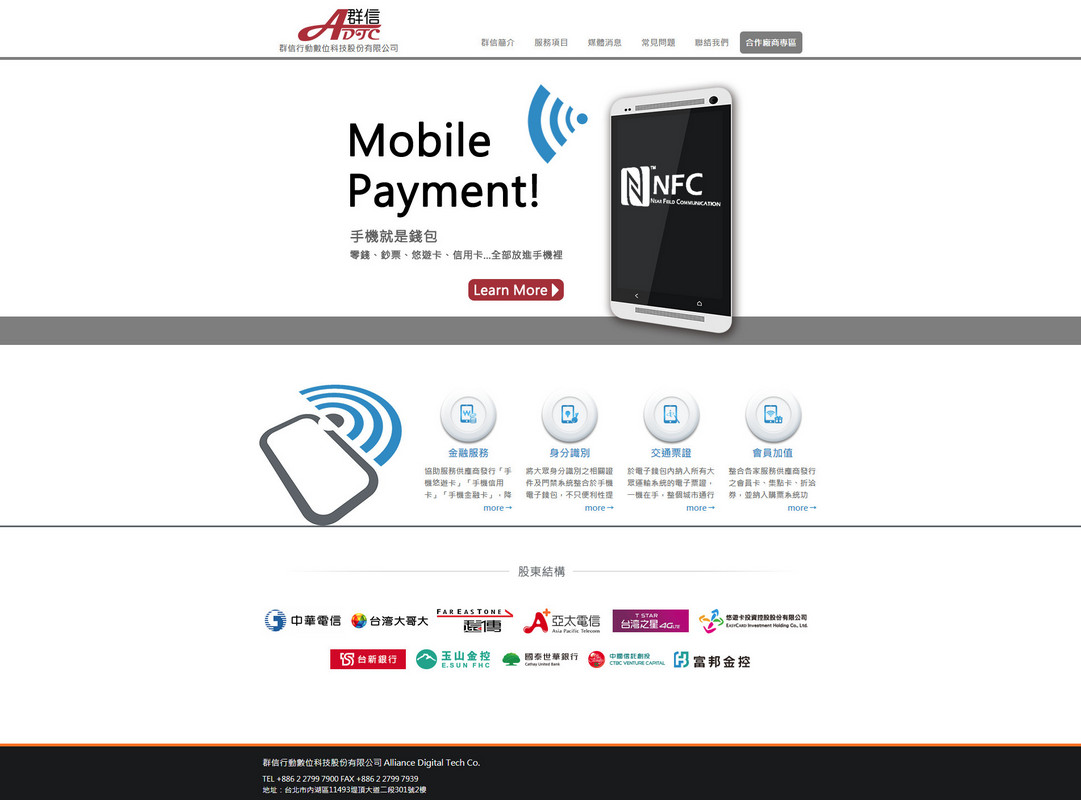 群信
ADTC
群信行動數位科技股份有限公司
群信簡介 服務項目 媒體消息 常見問題 聯絡我們 合作廠商專區
Mobile
Payment!
手機就是錢包
零錢、鈔票、悠遊卡、信用卡...全部放進手機裡
Learn More
NFC
NEAR FIELD COMMUNICATION
金融服務
協助服務供應商發行「手
機悠遊卡」「手機信用
卡」「手機金融卡」，降
more→
身分識別
將大眾身分識別之相關證
件及門禁系統整合於手機
電子錢包，不只便利性提
more→
交通票證
於電子錢包內納入所有大
眾運輸系統的電子票證，
一機在手，整個城市通行
more→
會員加值
整合各家服務供應商發行
之會員卡、集點卡、折洽
券，並納入購票系統功
more→
股東結構
中華電信
台灣大哥大
FAREASTONE
遠傳
亞太電信
Asia Pacific Telecom
T STAR
台灣之星4G LTE
悠遊卡投資控股股份有限公司
EASYCARD Investment Holding Co., Ltd.
台新銀行
玉山金控
E.SUN FHC
國泰世華銀行
Cathay United Bank
中國信託創投
CTBC VENTURE CAPITAL
富邦金控
群信行動數位科技股份有限公司 Alliance Digital Tech Co.
TEL +886 2 2799 7900 FAX +886 2 2799 7939
地址：台北市內湖區11493堤頂大道二段301號2樓